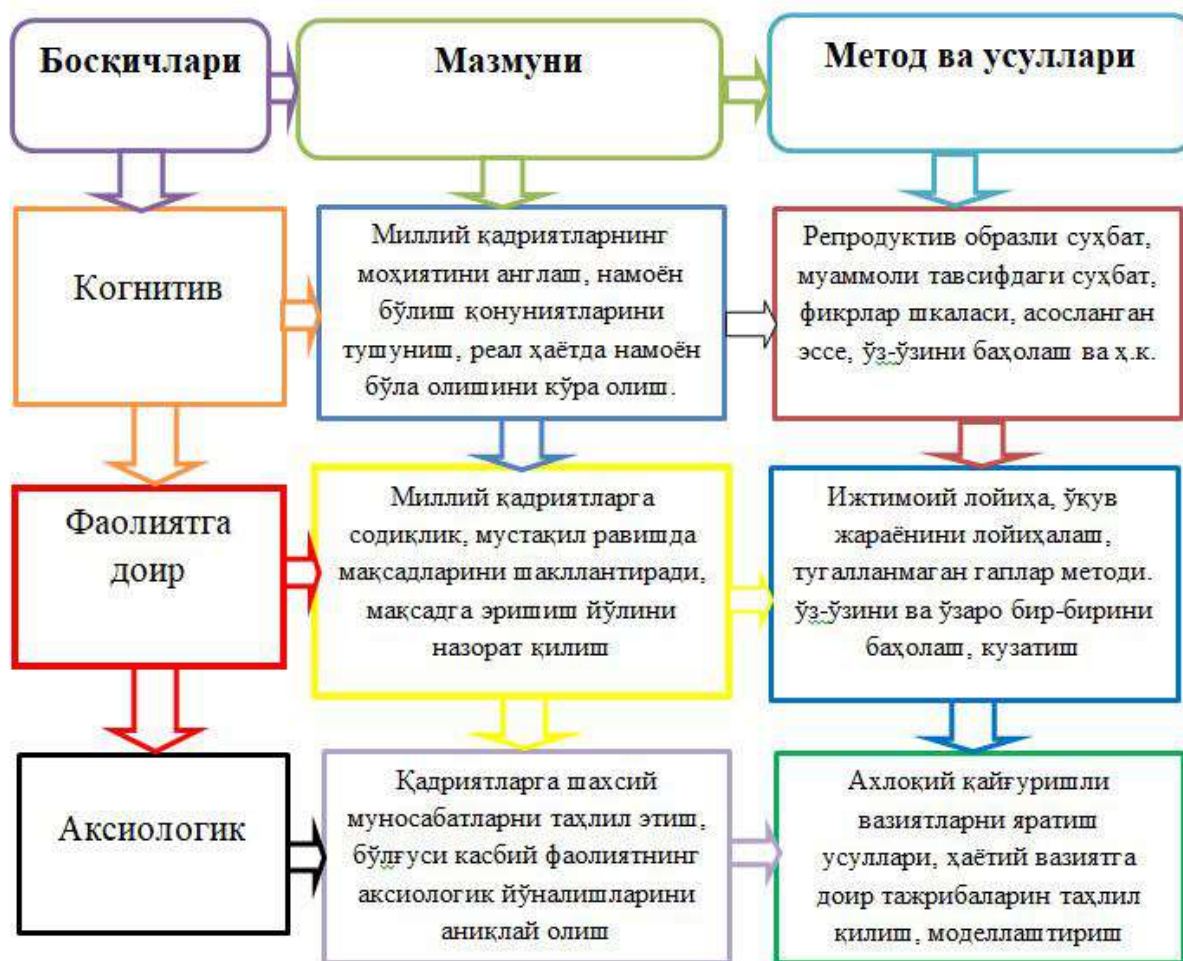 Босқичлари
Мазмуни
Метод ва усуллари
Когнитив
Миллий қадриятларнинг
моҳиятини англаш, намоён
бўлиш қонуниятларини
тушуниш, реал ҳаётда намоён
бўла олишини кўра олиш.
Репродуктив образли суҳбат,
муаммоли тавсифдаги суҳбат,
фикрлар шкаласи, асосланган
эссе, ўз-ўзини баҳолаш ва ҳ.к.
Фаолиятга
доир
Миллий қадриятларга
содиқлик, мустақил равишда
мақсадларини шакллантиради,
мақсадга эришиш йўлини
назорат қилиш
Ижтимоий лойиҳа, ўқув
жараёнини лойиҳалаш,
тугалланмаган гаплар методи.
ўз-ўзини ва ўзаро бир-бирини
баҳолаш, кузатиш
Аксиологик
Қадриятларга шахсий
муносабатларни таҳлил этиш,
бўлғуси касбий фаолиятнинг
аксиологик йўналишларини
аниқлай олиш
Ахлоқий қайғуришли
вазиятларни яратиш
усуллари, ҳаётий вазиятга
доир тажрибаларин таҳлил
қилиш, моделлаштириш